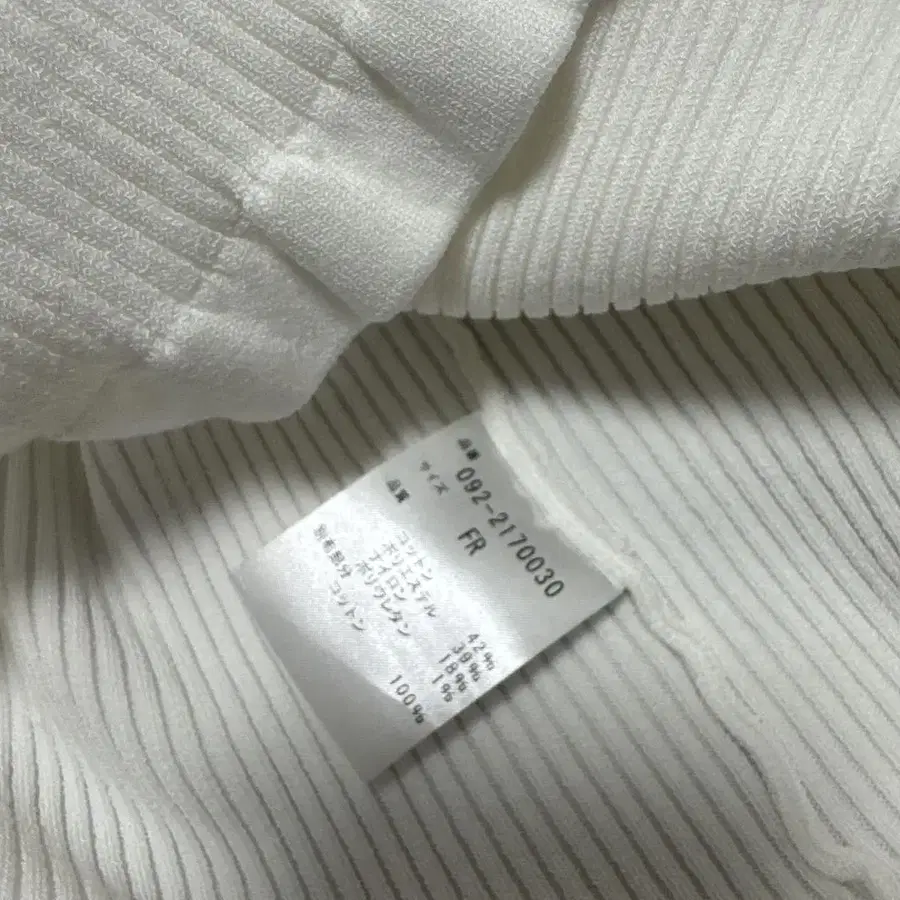 品番 092-2170030
サイズ FR
品質
コットン 42%
ポリエステル 39%
ナイロン 18%
ポリウレタン 1%
別布部分
コットン 100%